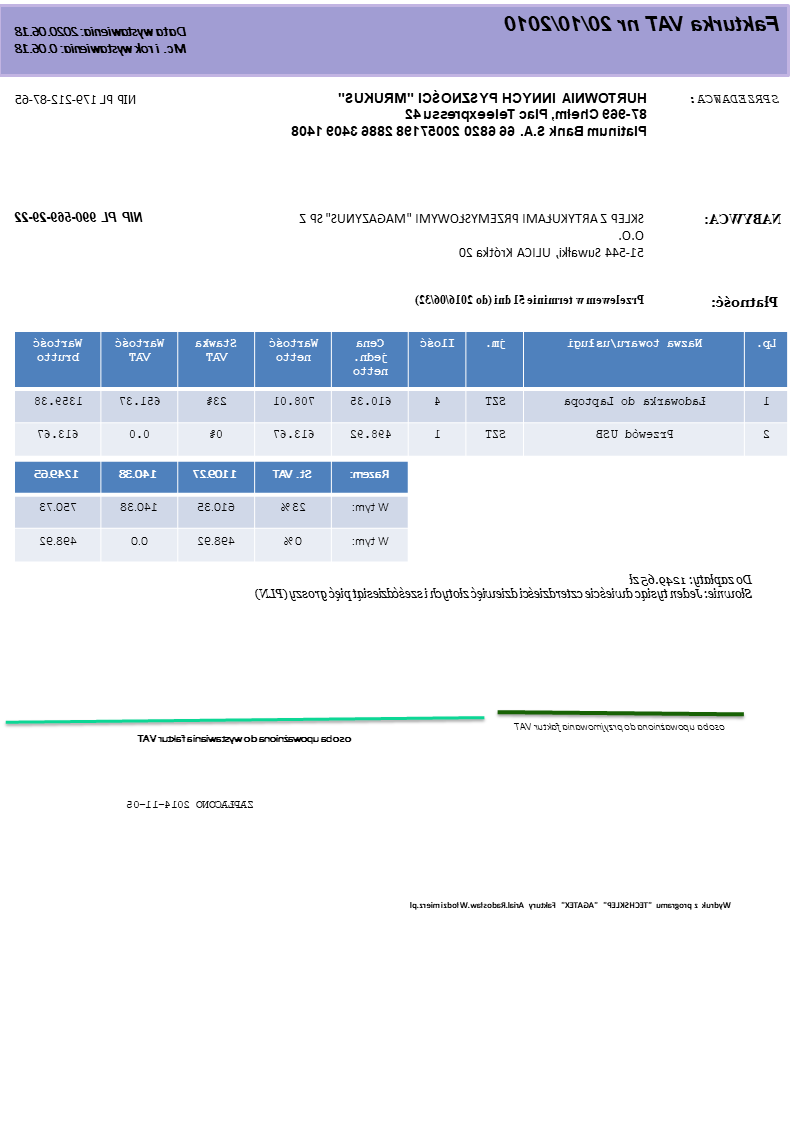 Fakturka VAT nr 20/10/2010
Data wystawienia: 2020.06.18
Mc. i rok wystawienia: 0.06.18
SPRZEDAWCA:
HURTOWNIA INNYCH PYSZNOŚCI "MRUKUS"
NIP PL 179-212-87-65
87-969 Chełm, Plac Teleexpressu 42
Platinum Bank S.A. 66 6820 20057198 2886 3409 1408
NABYWCA:
SKLEP Z ARTYKUŁAMI PRZEMYSŁOWYMI "MAGAZYNUS" SP Z
O.O.
NIP PL 990-569-29-22
51-544 Suwałki, ULICA Krótka 20
Płatność:
Przelewem w terminie 51 dni (do 2016/06/32)
Lp. Nazwa towaru/usługi jm. Ilość Cena jedn. netto Wartość netto Stawka VAT Wartość VAT Wartość brutto
1 Ładowarka do Laptopa SZT 4 610.35 708.01 23% 651.37 1359.38
2 Przewód USB SZT 1 498.92 613.67 0% 0.0 613.67
Razem: St. VAT 1109.27 140.38 1249.65
W tym: 23 % 610.35 140.38 750.73
W tym: 0 % 498.92 0.0 498.92
Do zapłaty: 1249.65 zł
Słownie: Jeden tysiąc dwieście czterdzieści dziewięć złotych i sześćdziesiąt pięć groszy (PLN)
osoba upoważniona do przyjmowania faktur VAT
osoba upoważniona do wystawiania faktur VAT
ZAPŁACONO 2014-11-05
Wydruk z programu "TECHSKLEP" "AGATEK" Faktury Arial.Radosław.Włodzimierz.pl